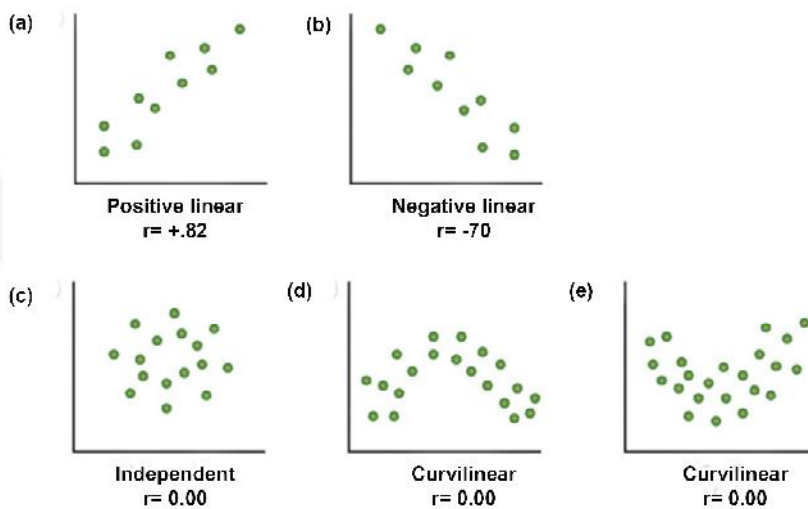 (a)
(b)
Positive linear
r= +.82
Negative linear
r= -70
(c)
(d)
(e)
Independent
r= 0.00
Curvilinear
r= 0.00
Curvilinear
r= 0.00